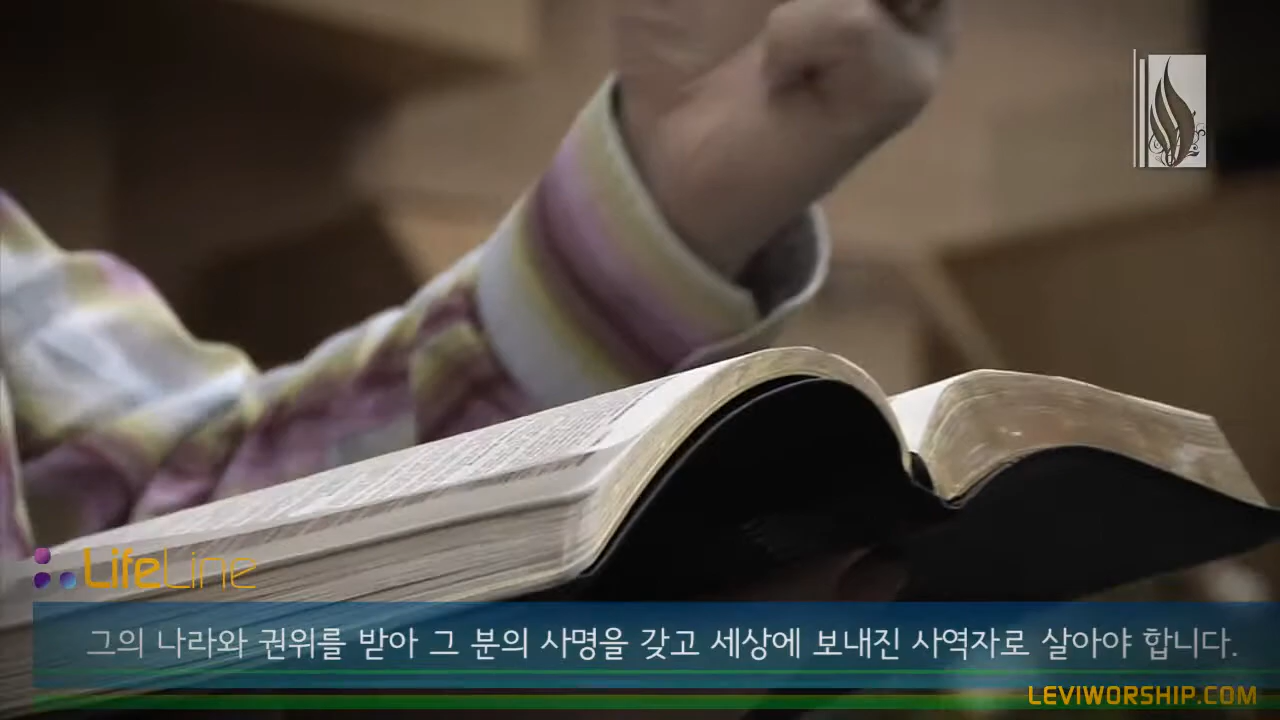 LifeLine
그의 나라와 권위를 받아 그 분의 사명을 갖고 세상에 보내진 사역자로 살아야 합니다.
LEVIWORSHIP.COM